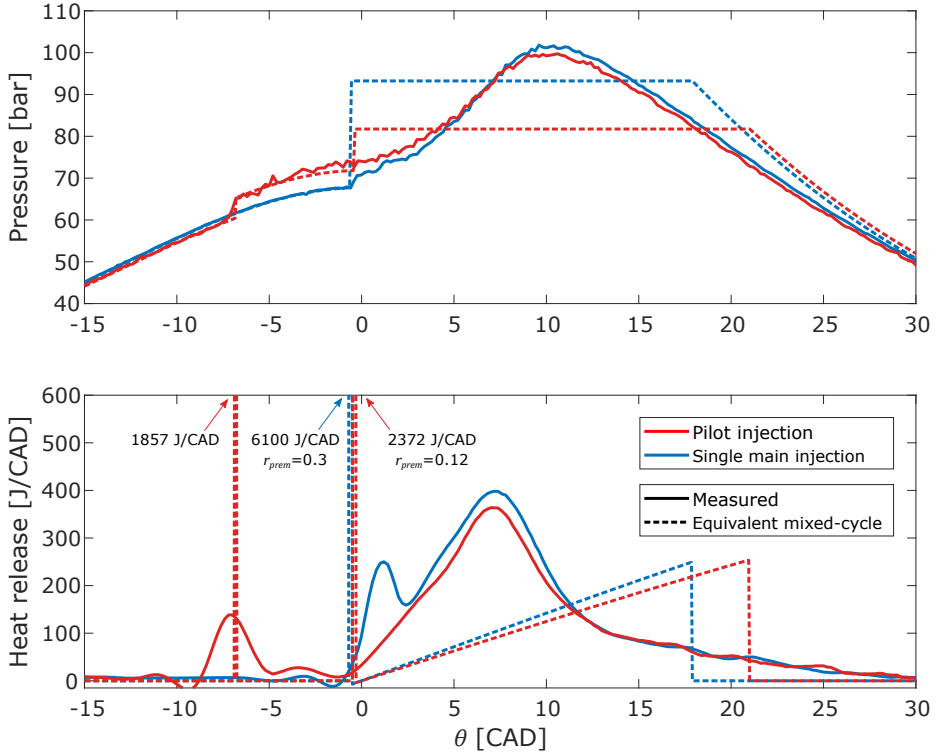 110
100
90
80
70
60
50
40
Pressure [bar]
-15 -10 -5 0 5 10 15 20 25 30
600
500
400
300
200
100
0
Heat release [J/CAD]
1857 J/CAD
6100 J/CAD
r_prem=0.3
2372 J/CAD
r_prem=0.12
Pilot injection
Single main injection
Measured
Equivalent mixed-cycle
-15 -10 -5 0 5 10 15 20 25 30
θ [CAD]